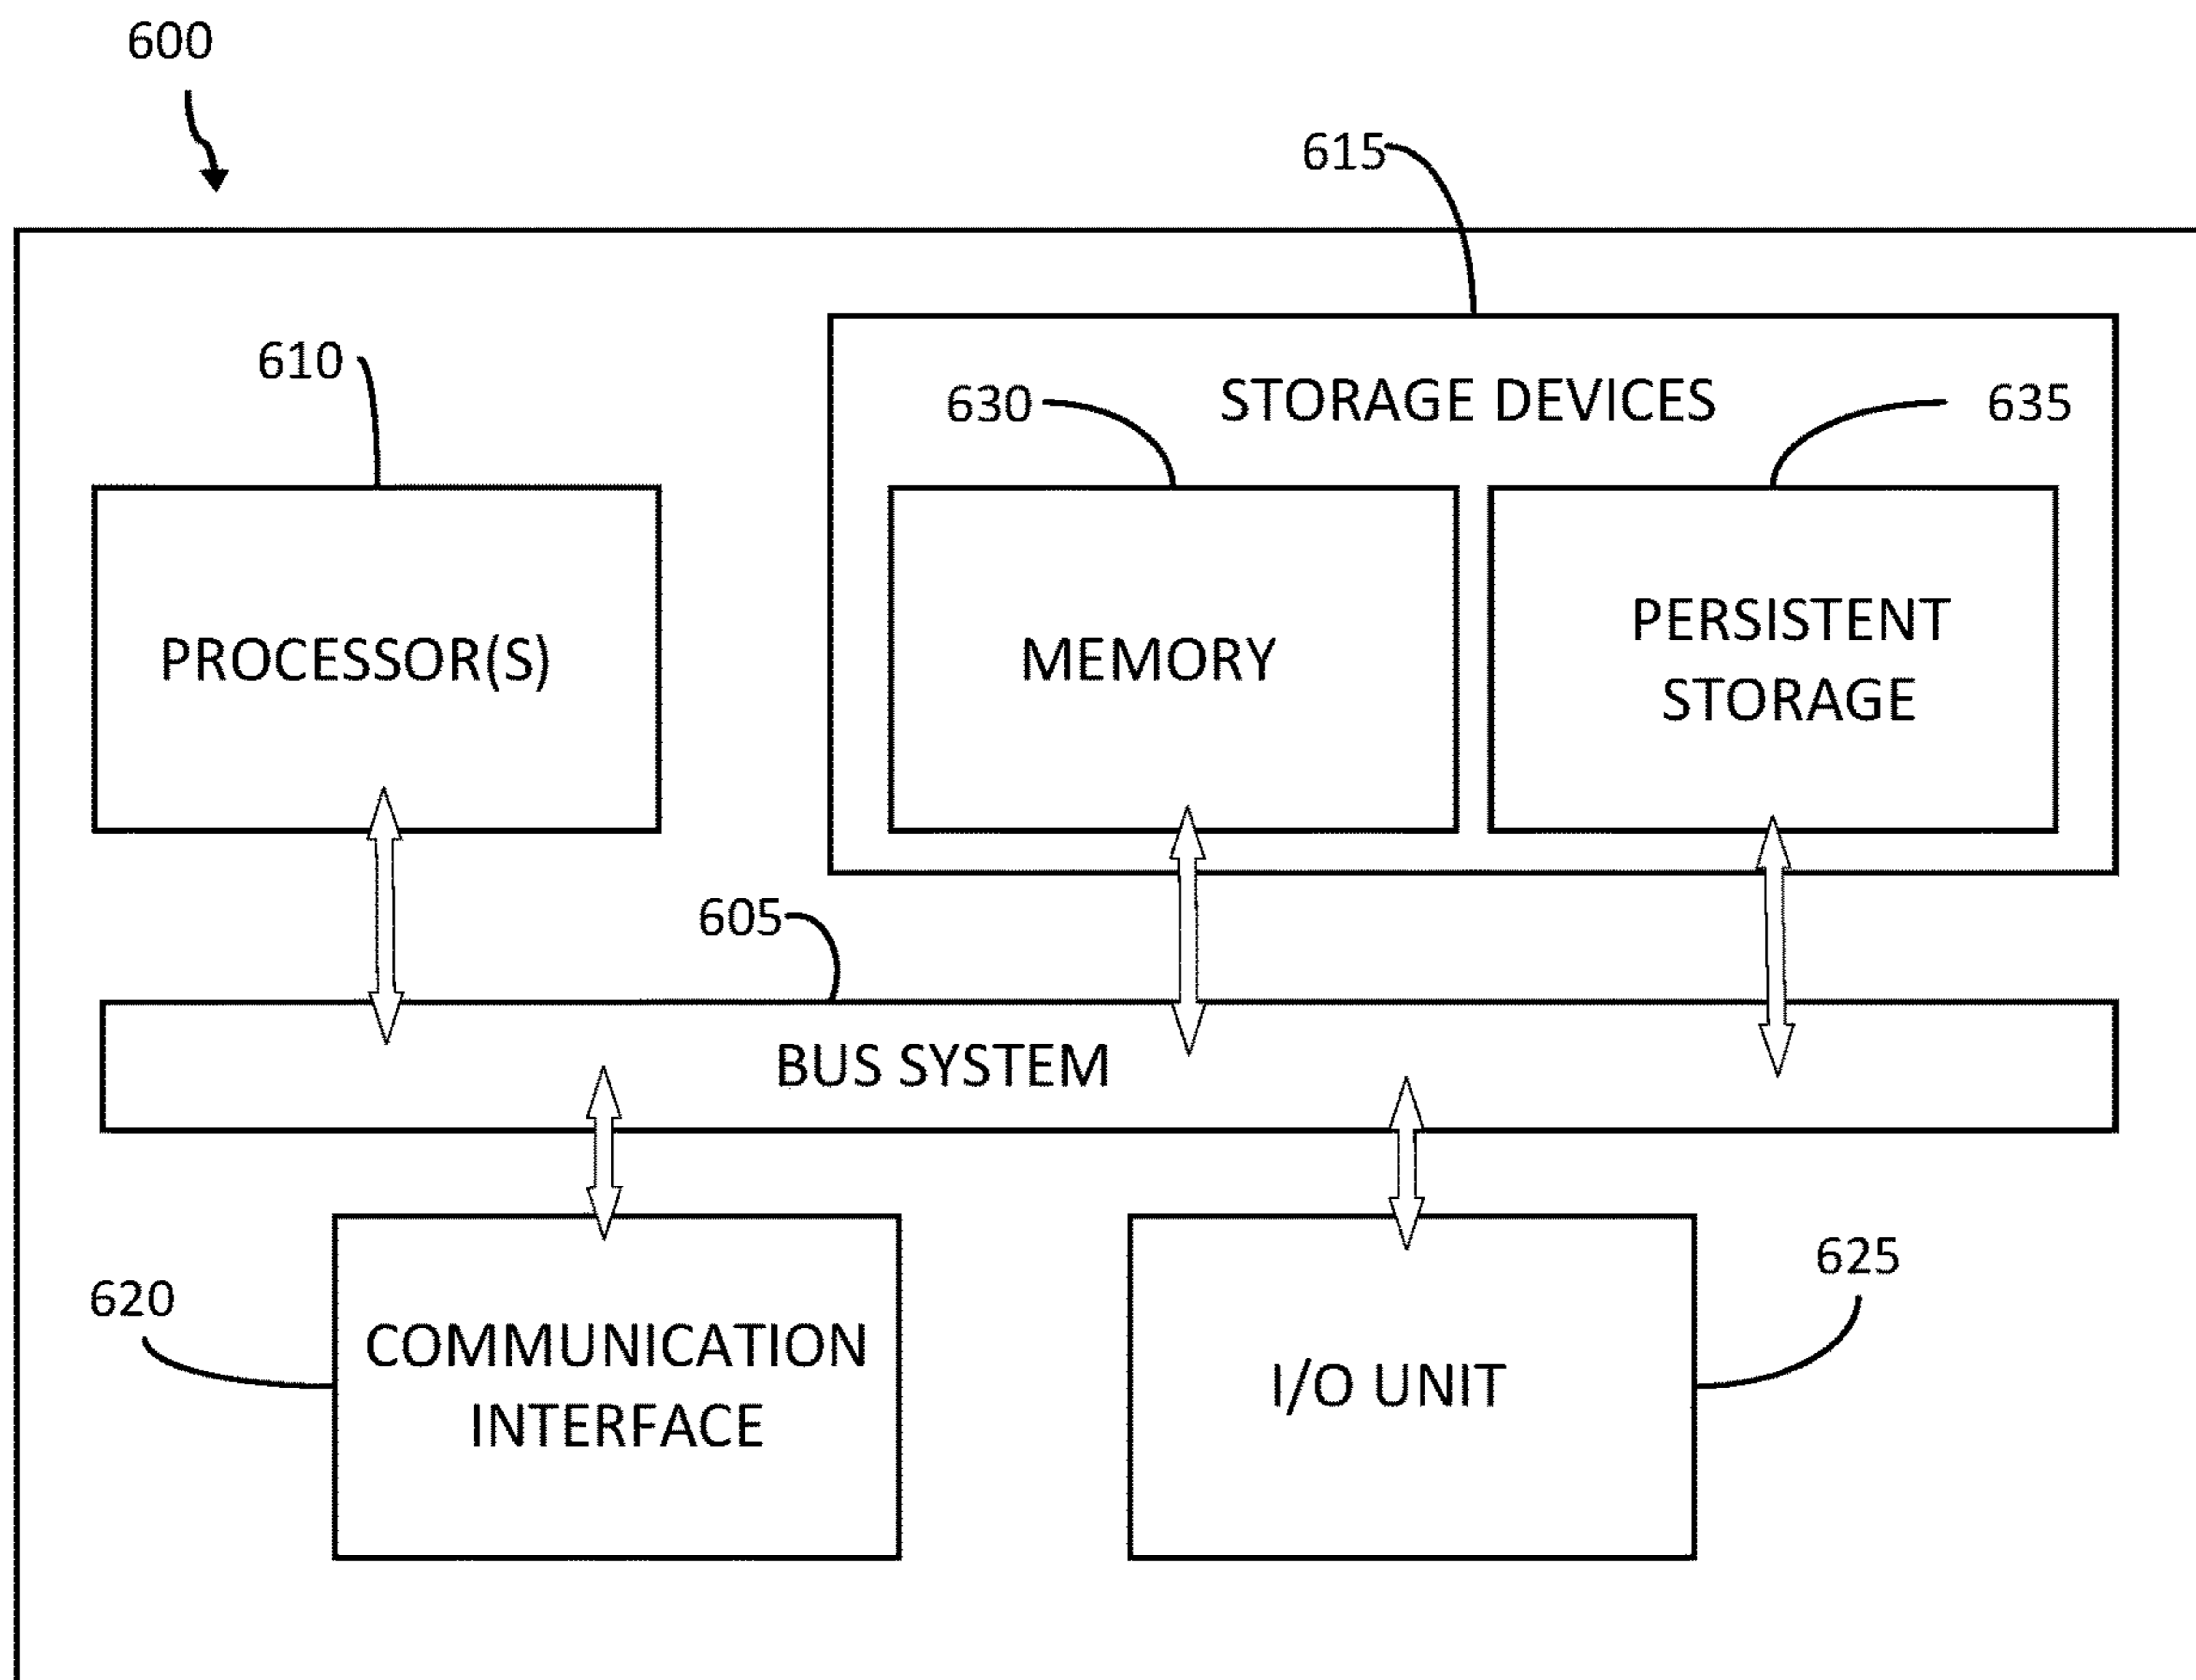 600
615
610
STORAGE DEVICES
630
635
PROCESSOR(S)
MEMORY
PERSISTENT
STORAGE
605
BUS SYSTEM
620
COMMUNICATION
INTERFACE
I/O UNIT
625